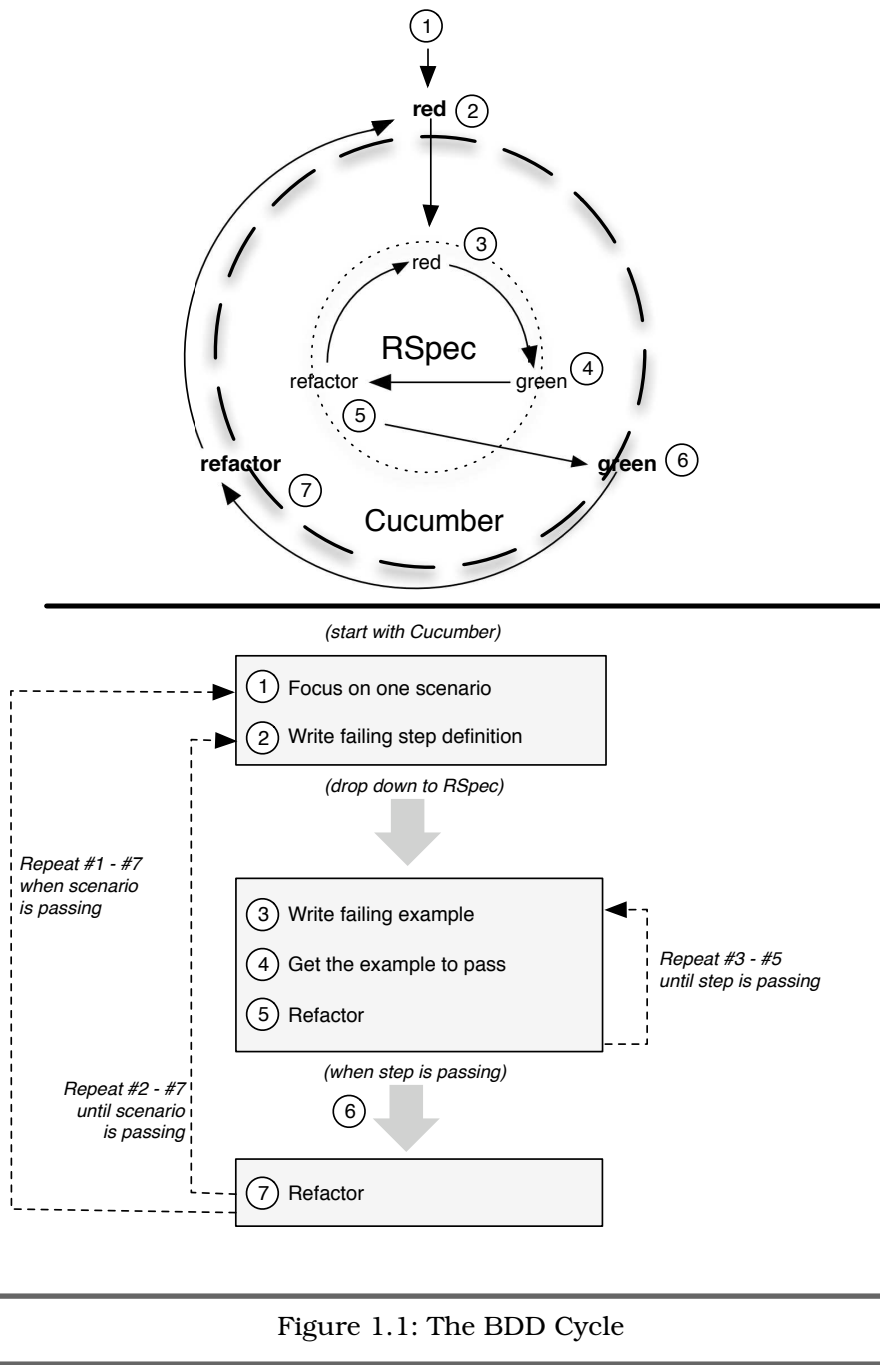 1
red 2
3
red
RSpec
refactor green 4
5
refactor green 6
7
Cucumber
(start with Cucumber)
1 Focus on one scenario
2 Write failing step definition
(drop down to RSpec)
Repeat #1 - #7
when scenario
is passing
3 Write failing example
4 Get the example to pass
5 Refactor
Repeat #3 - #5
until step is passing
(when step is passing)
6
Repeat #2 - #7
until scenario
is passing
7 Refactor
Figure 1.1: The BDD Cycle